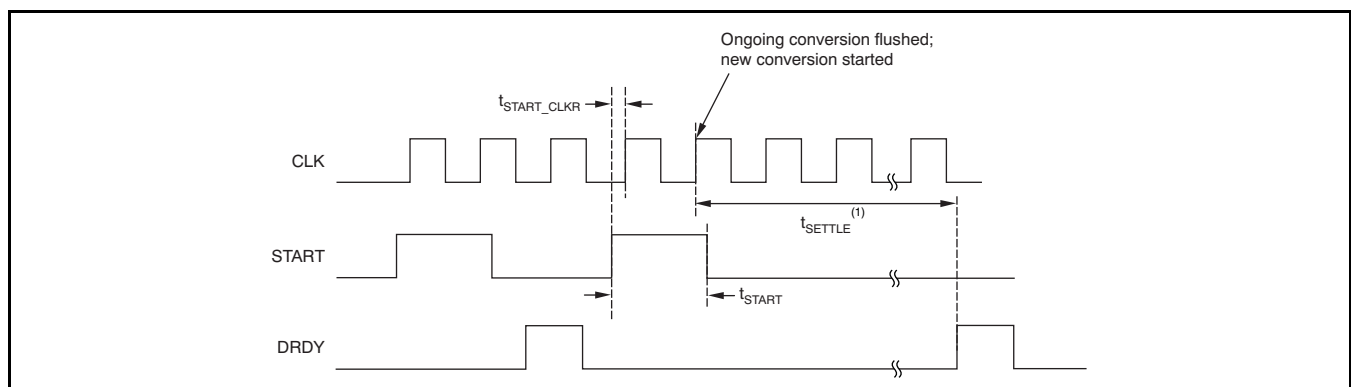 Ongoing conversion flushed;
new conversion started
tSTART_CLKR
CLK
tSETTLE(1)
START
tSTART
DRDY